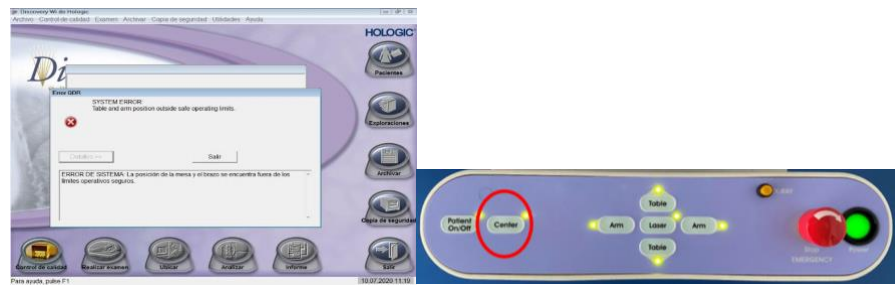 Discovery Wi de Hologic
Archivo Control de calidad Examen Archivar Copia de seguridad Utilidades Ayuda
HOLOGIC
Di
Pacientes
Error QDR
SYSTEM ERROR:
Table and arm position outside safe operating limits.
Exploraciones
Detalles >>
Salir
ERROR DE SISTEMA: La posición de la mesa y el brazo se encuentra fuera de los
límites operativos seguros.
Archivar
Copia de seguridad
Control de calidad
Realizar examen
Ubicar
Analizar
Informe
Salir
Para ayuda, pulse F1
10.07.2020 11:19
Patient
On/Off
Center
Table
Arm
Laser
Arm
Table
X-RAY
Stop
EMERGENCY
Power